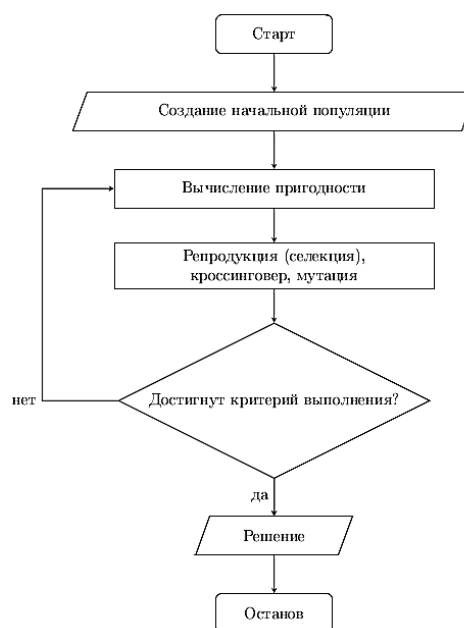 Старт
Создание начальной популяции
Вычисление пригодности
Репродукция (селекция),
кроссинговер, мутация
нет
Достигнут критерий выполнения?
да
Решение
Останов